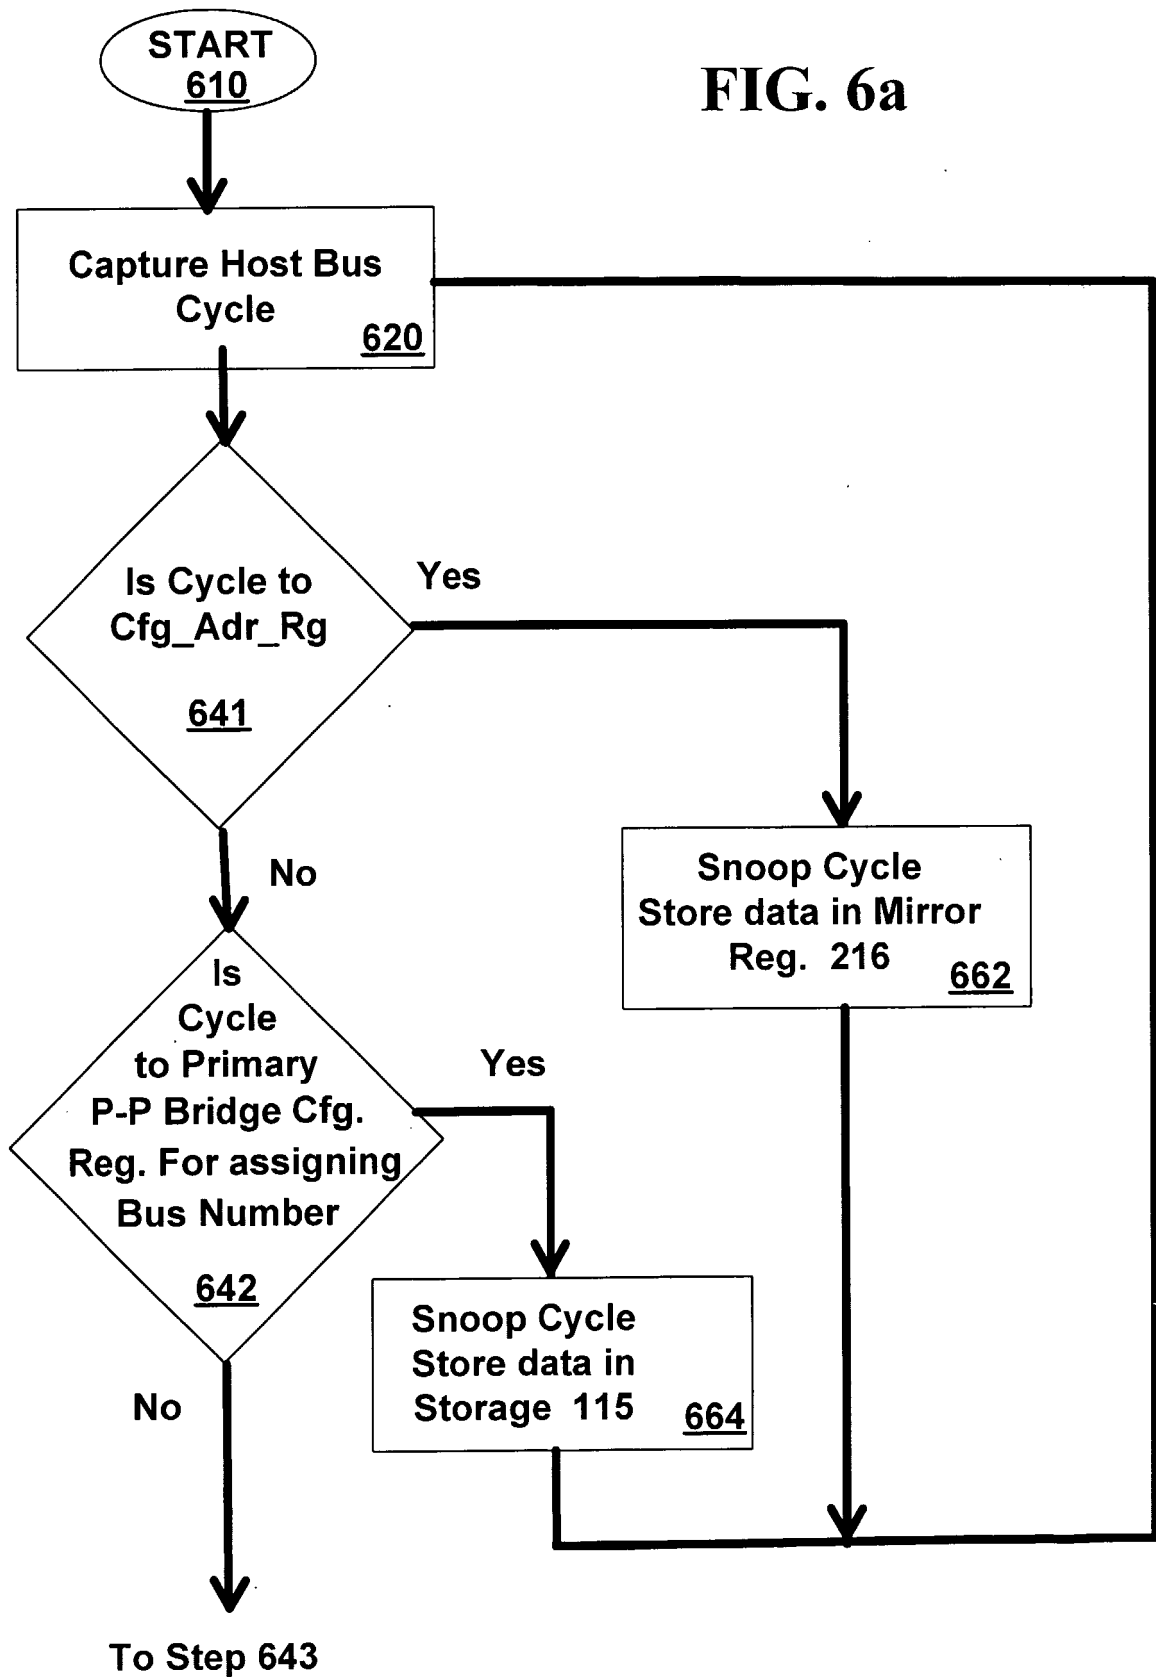 START
610
FIG. 6a
Capture Host Bus
Cycle
620
Is Cycle to
Cfg_Adr_Rg
641
Yes
No
Snoop Cycle
Store data in Mirror
Reg. 216
662
Is
Cycle
to Primary
P-P Bridge Cfg.
Reg. For assigning
Bus Number
642
Yes
No
Snoop Cycle
Store data in
Storage 115
664
To Step 643